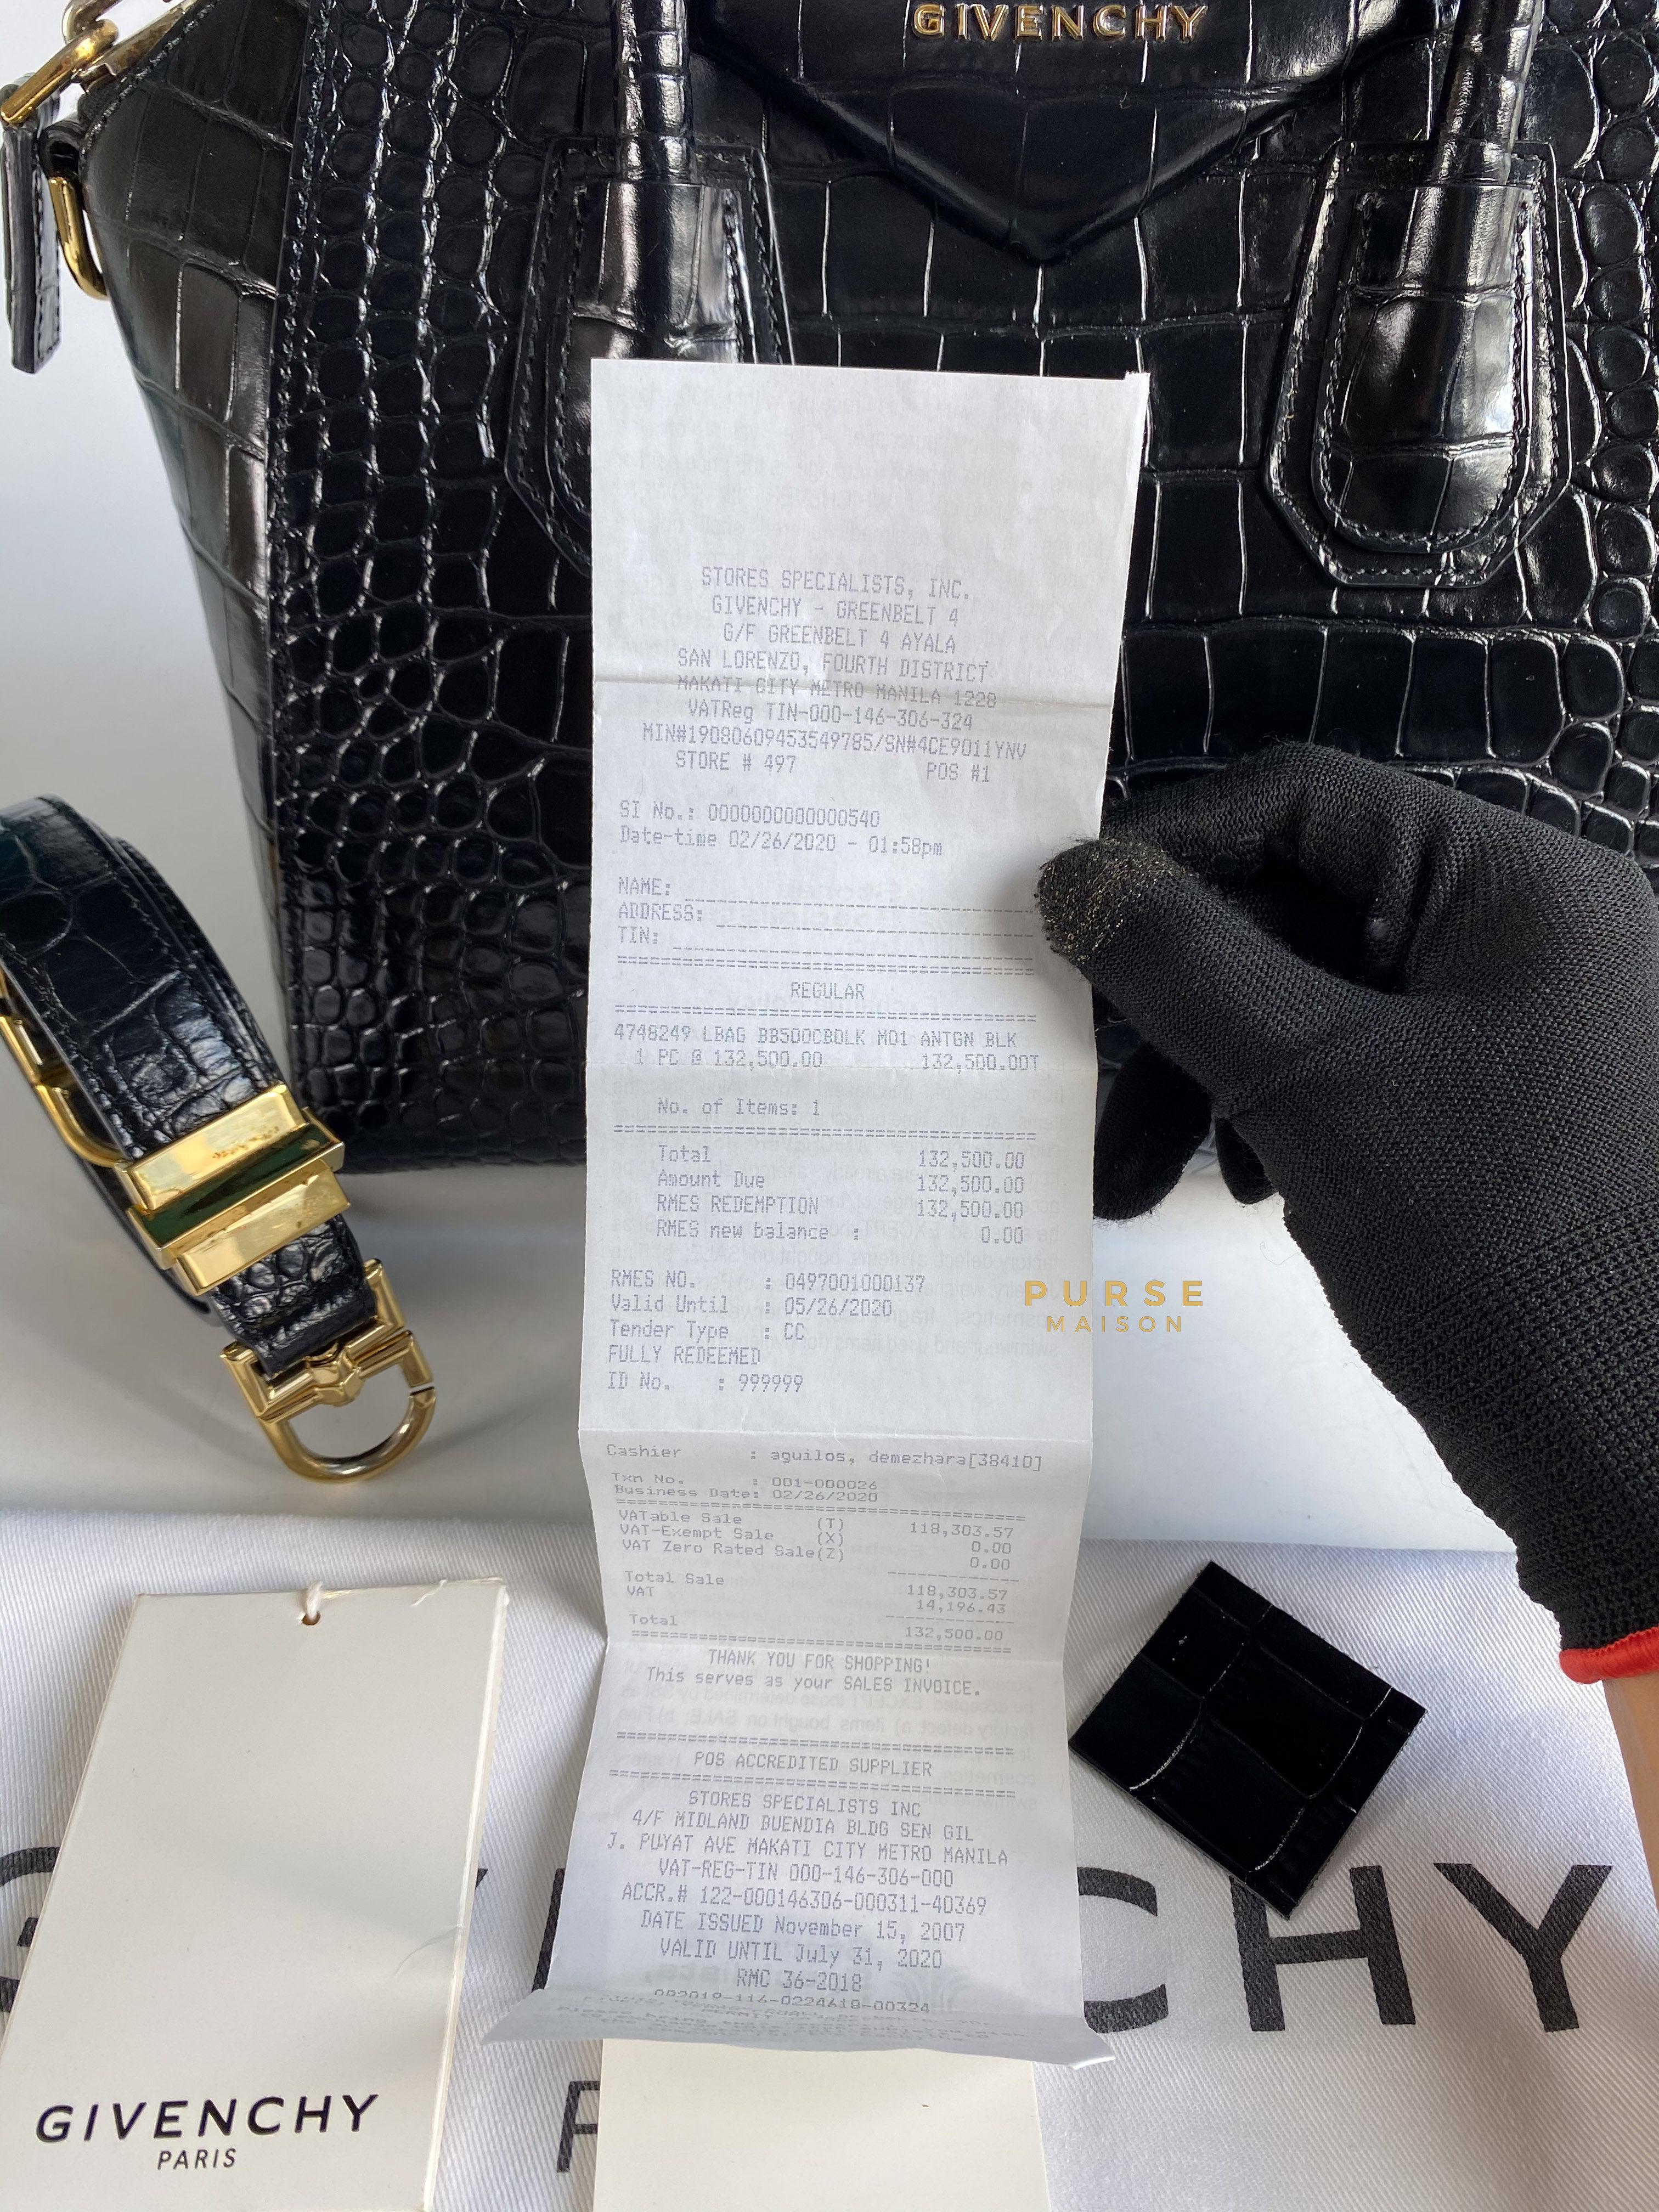 GIVENCHY
STORES SPECIALISTS, INC.
GIVENCHY - GREENBELT 4
G/F GREENBELT 4 AYALA
SAN LORENZO, FOURTH DISTRICT
MAKATI CITY METRO MANILA 1228
VATReg TIN-000-146-306-324
MIN#19080609453549785/SN#4CE9011YNV
STORE # 497 POS #1
SI No.: 0000000000000540
Date-time 02/26/2020 - 01:58pm
NAME:
ADDRESS:
TIN:
REGULAR
4748249 LBAG BB500CB0LK M01 ANTGN BLK
1 PC @ 132,500.00 132,500.00T
No. of Items: 1
Total 132,500.00
Amount Due 132,500.00
RMES REDEMPTION 132,500.00
RMES new balance : 0.00
RMES NO. : 0497001000137
Valid Until : 05/26/2020
Tender Type : CC
FULLY REDEEMED
ID No. : 999999
PURSE
MAISON
Cashier : aguilos, demezhara[38410]
Txn No. : 001-000026
Business Date: 02/26/2020
VATable Sale (T) 118,303.57
VAT-Exempt Sale (X) 0.00
VAT Zero Rated Sale(Z) 0.00
Total Sale 118,303.57
VAT 14,196.43
Total 132,500.00
THANK YOU FOR SHOPPING!
This serves as your SALES INVOICE.
POS ACCREDITED SUPPLIER
STORES SPECIALISTS INC
4/F MIDLAND BUENDIA BLDG SEN GIL
J. PUYAT AVE MAKATI CITY METRO MANILA
VAT-REG-TIN 000-146-306-000
ACCR.# 122-000146306-000311-40369
DATE ISSUED November 15, 2007
VALID UNTIL July 31, 2020
RMC 36-2018
GIVENCHY
PARIS
CHY